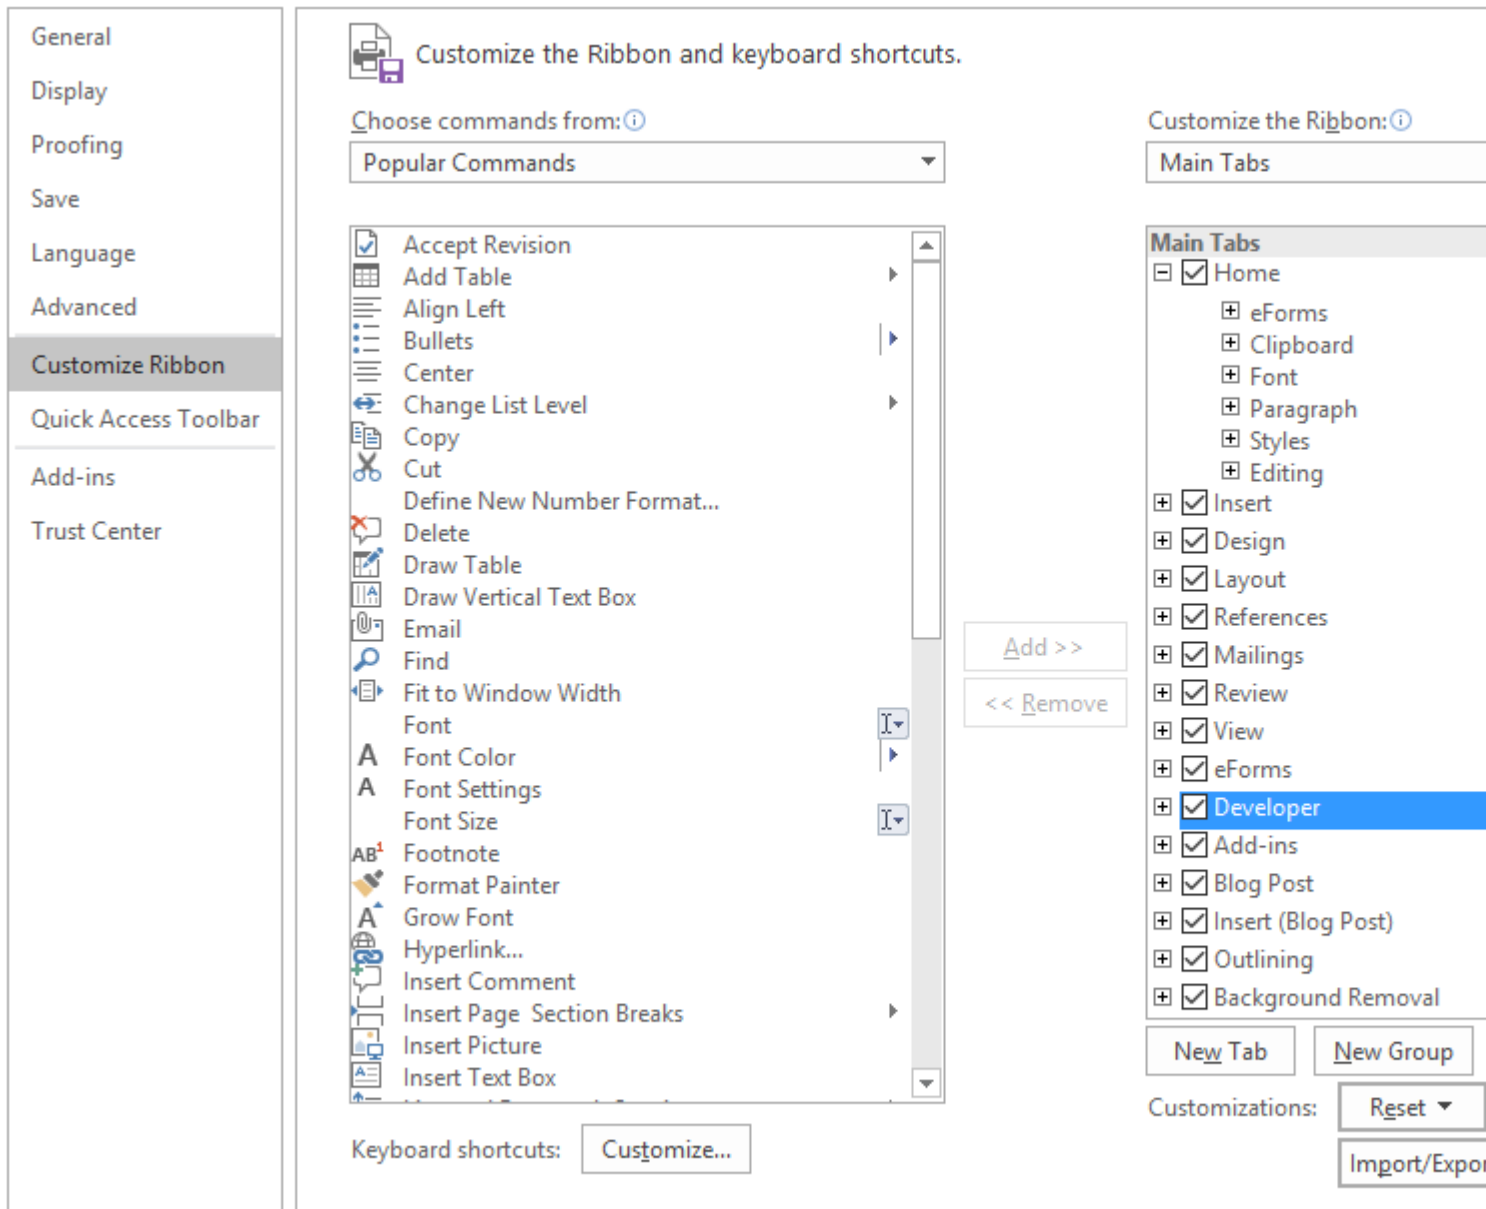 General
Display
Proofing
Save
Language
Advanced
Customize Ribbon
Quick Access Toolbar
Add-ins
Trust Center
Customize the Ribbon and keyboard shortcuts.
Choose commands from:
Popular Commands
Accept Revision
Add Table
Align Left
Bullets
Center
Change List Level
Copy
Cut
Define New Number Format...
Delete
Draw Table
Draw Vertical Text Box
Email
Find
Fit to Window Width
Font
Font Color
Font Settings
Font Size
Footnote
Format Painter
Grow Font
Hyperlink...
Insert Comment
Insert Page  Section Breaks
Insert Picture
Insert Text Box
Keyboard shortcuts:
Customize...
Add >>
<< Remove
Customize the Ribbon:
Main Tabs
Main Tabs
Home
eForms
Clipboard
Font
Paragraph
Styles
Editing
Insert
Design
Layout
References
Mailings
Review
View
eForms
Developer
Add-ins
Blog Post
Insert (Blog Post)
Outlining
Background Removal
New Tab
New Group
Customizations:
Reset
Import/Expor